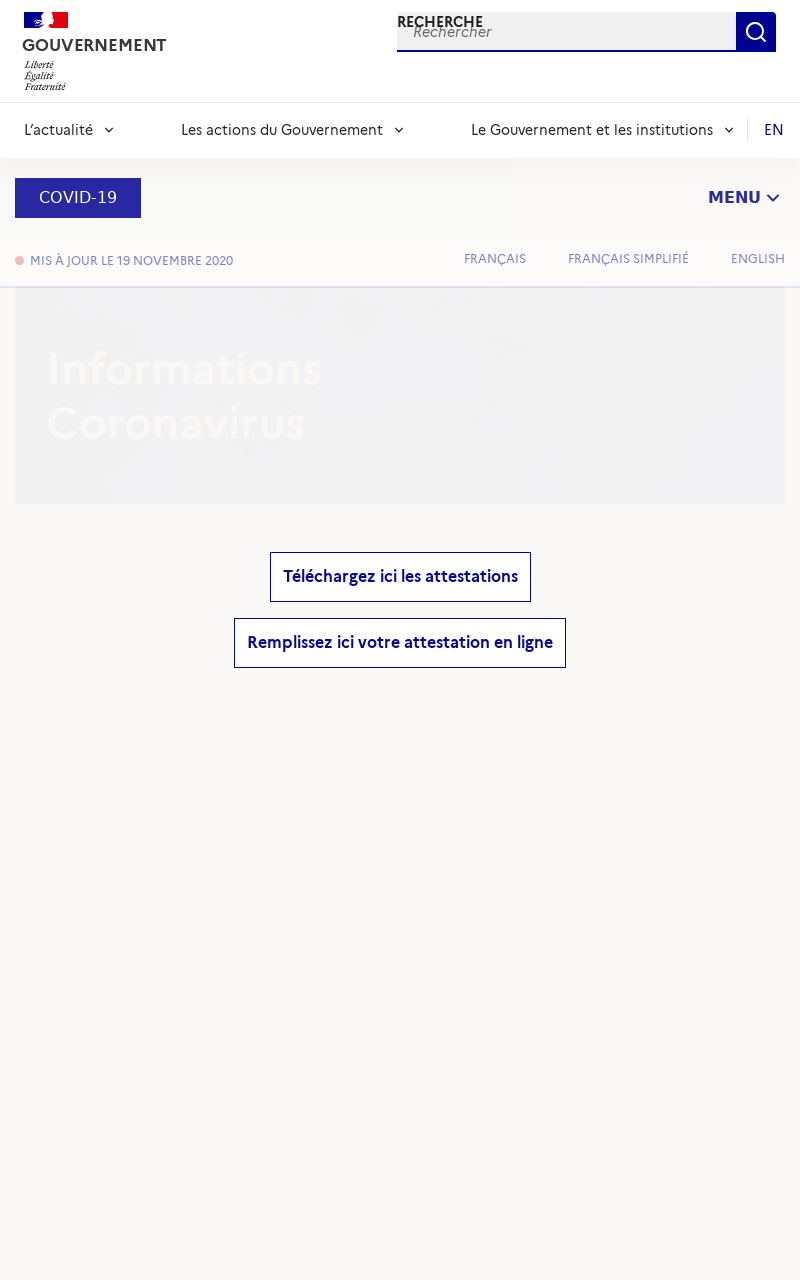 GOUVERNEMENT
Liberté
Égalité
Fraternité
RECHERCHE
Rechercher
L’actualité
Les actions du Gouvernement
Le Gouvernement et les institutions
EN
COVID-19
MENU
MIS À JOUR LE 19 NOVEMBRE 2020
FRANÇAIS
FRANÇAIS SIMPLIFIÉ
ENGLISH
Informations
Coronavirus
Téléchargez ici les attestations
Remplissez ici votre attestation en ligne